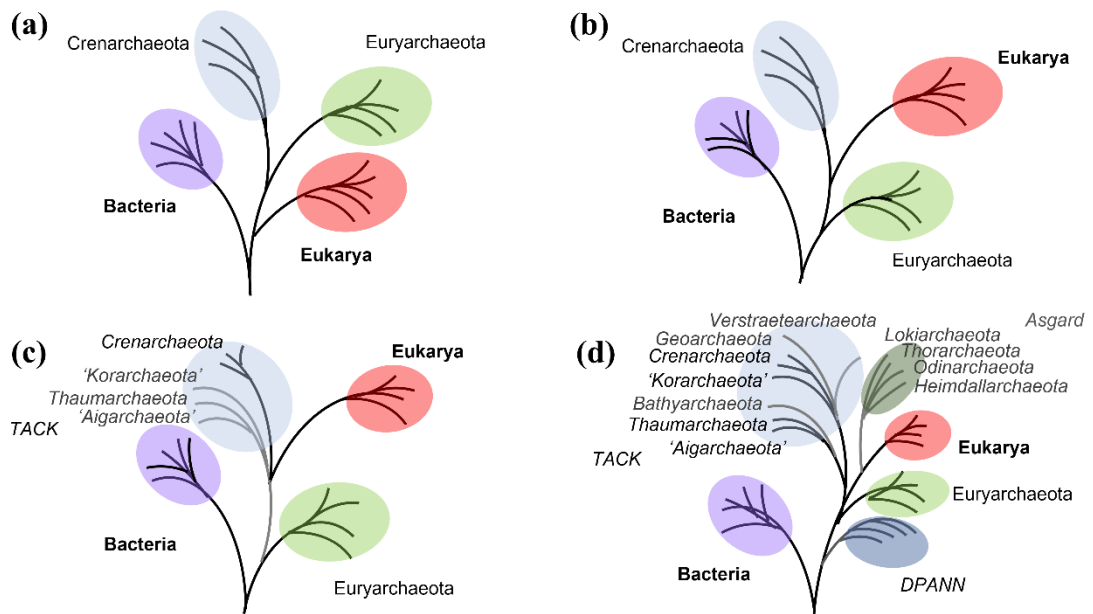 (a)
Crenarchaeota
Euryarchaeota
Bacteria
Eukarya
(b)
Crenarchaeota
Eukarya
Bacteria
Euryarchaeota
(c)
Crenarchaeota
Eukarya
'Korarchaeota'
Thaumarchaeota
'Aigarchaeota'
TACK
Bacteria
Euryarchaeota
(d)
Verstraetearchaeota
Geoarchaeota
Crenarchaeota
'Korarchaeota'
Bathyarchaeota
Thaumarchaeota
'Aigarchaeota'
TACK
Asgard
Lokiarchaeota
Thorarchaeota
Odinarchaeota
Heimdallarchaeota
Eukarya
Euryarchaeota
Bacteria
DPANN